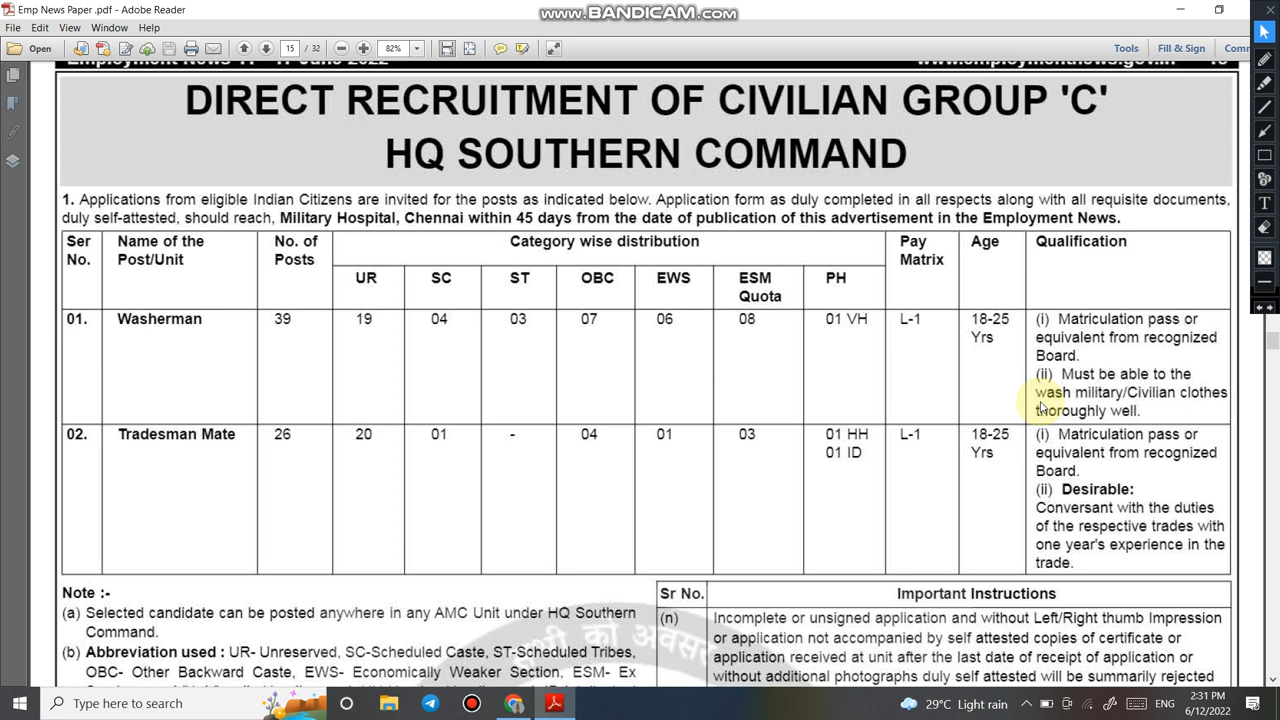 Emp News Paper .pdf - Adobe Reader
www.BANDICAM.com
File Edit View Window Help
Open 15 / 32 82% Tools Fill & Sign
DIRECT RECRUITMENT OF CIVILIAN GROUP 'C'
HQ SOUTHERN COMMAND
1. Applications from eligible Indian Citizens are invited for the posts as indicated below. Application form as duly completed in all respects along with all requisite documents,
duly self-attested, should reach, Military Hospital, Chennai within 45 days from the date of publication of this advertisement in the Employment News.
Ser No. Name of the Post/Unit No. of Posts Category wise distribution Pay Matrix Age Qualification
UR SC ST OBC EWS ESM Quota PH
01. Washerman 39 19 04 03 07 06 08 01 VH L-1 18-25 Yrs (i) Matriculation pass or
equivalent from recognized
Board.
(ii) Must be able to the
wash military/Civilian clothes
thoroughly well.
02. Tradesman Mate 26 20 01 - 04 01 03 01 HH 01 ID L-1 18-25 Yrs (i) Matriculation pass or
equivalent from recognized
Board.
(ii) Desirable:
Conversant with the duties
of the respective trades with
one year's experience in the
trade.
Note :-
(a) Selected candidate can be posted anywhere in any AMC Unit under HQ Southern
Command.
(b) Abbreviation used : UR- Unreserved, SC-Scheduled Caste, ST-Scheduled Tribes,
OBC- Other Backward Caste, EWS- Economically Weaker Section, ESM- Ex
Sr No. Important Instructions
(n) Incomplete or unsigned application and without Left/Right thumb Impression
or application not accompanied by self attested copies of certificate or
application received at unit after the last date of receipt of application or
without additional photographs duly self attested will be summarily rejected
सभी को अवसर
Type here to search
29°C Light rain ENG 2:31 PM
6/12/2022